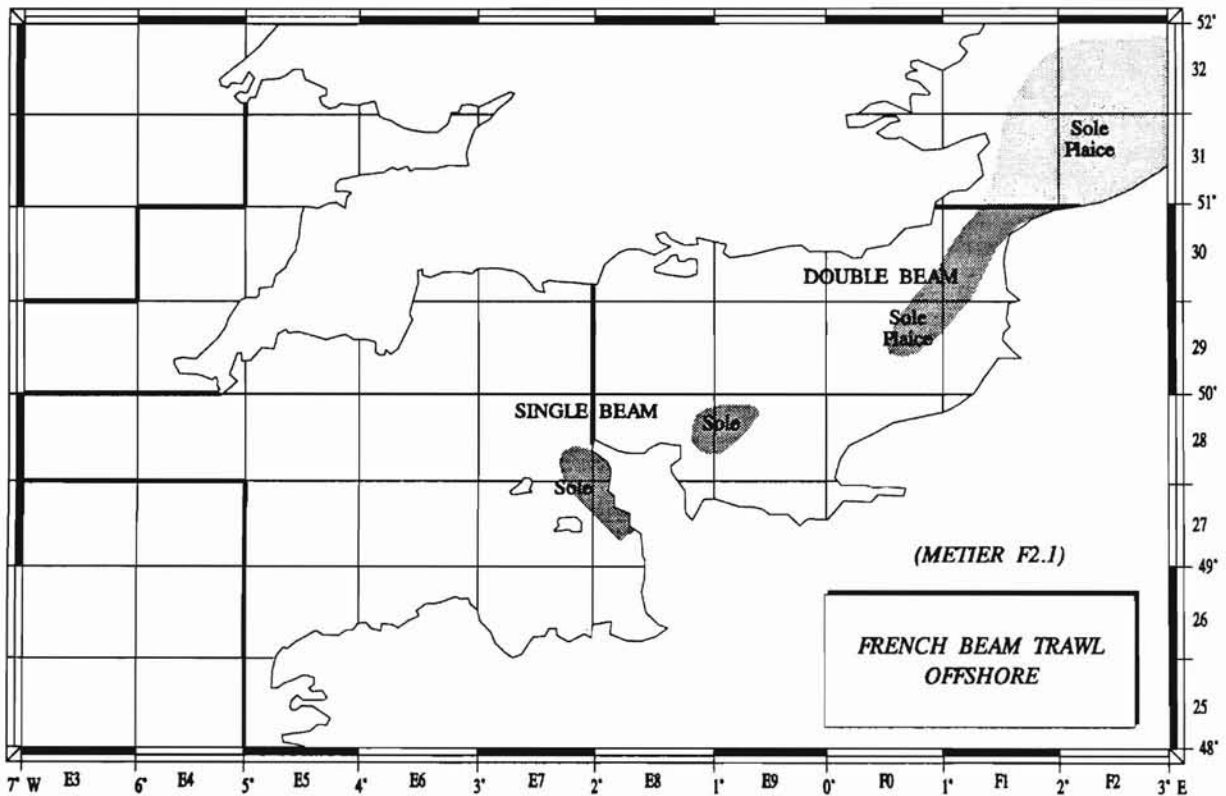 52°
32
Sole
Plaice
31
51°
30
DOUBLE BEAM
Sole
Plaice
29
50°
SINGLE BEAM
Sole
28
Sole
27
(METIER F2.1)
49°
26
FRENCH BEAM TRAWL
OFFSHORE
25
48°
7° W E3 6° E4 5° E5 4° E6 3° E7 2° E8 1° E9 0° F0 1° F1 2° F2 3° E